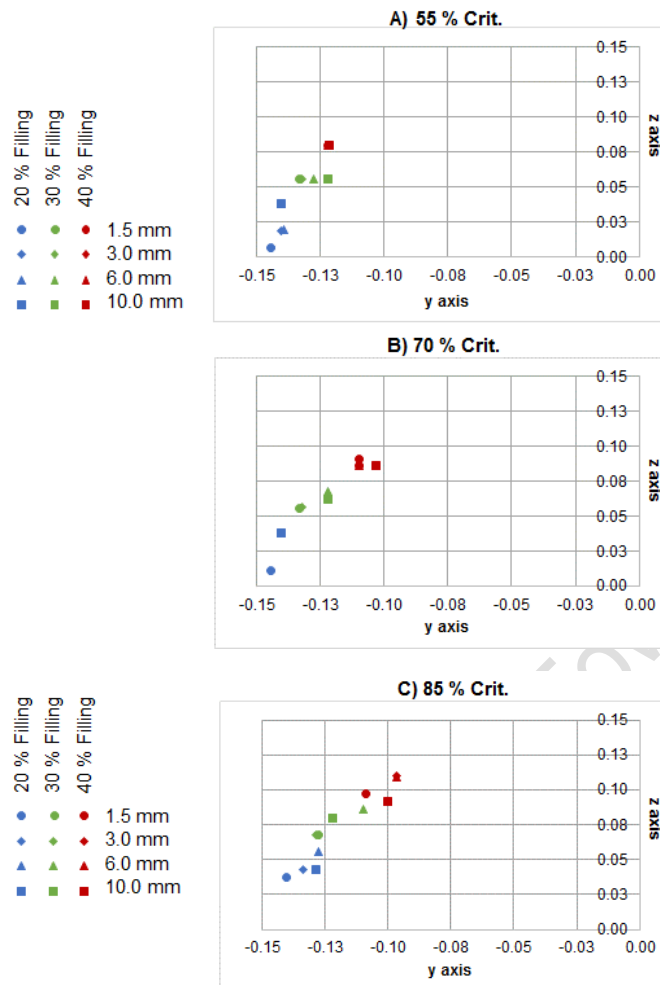 A) 55 % Crit.
20 % Filling
30 % Filling
40 % Filling
1.5 mm
3.0 mm
6.0 mm
10.0 mm
0.15
0.13
0.10
0.08
0.05
0.03
0.00
z axis
-0.15 -0.13 -0.10 -0.08 -0.05 -0.03 0.00
y axis
B) 70 % Crit.
0.15
0.13
0.10
0.08
0.05
0.03
0.00
z axis
-0.15 -0.13 -0.10 -0.08 -0.05 -0.03 0.00
y axis
C) 85 % Crit.
20 % Filling
30 % Filling
40 % Filling
1.5 mm
3.0 mm
6.0 mm
10.0 mm
0.15
0.13
0.10
0.08
0.05
0.03
0.00
z axis
-0.15 -0.13 -0.10 -0.08 -0.05 -0.03 0.00
y axis